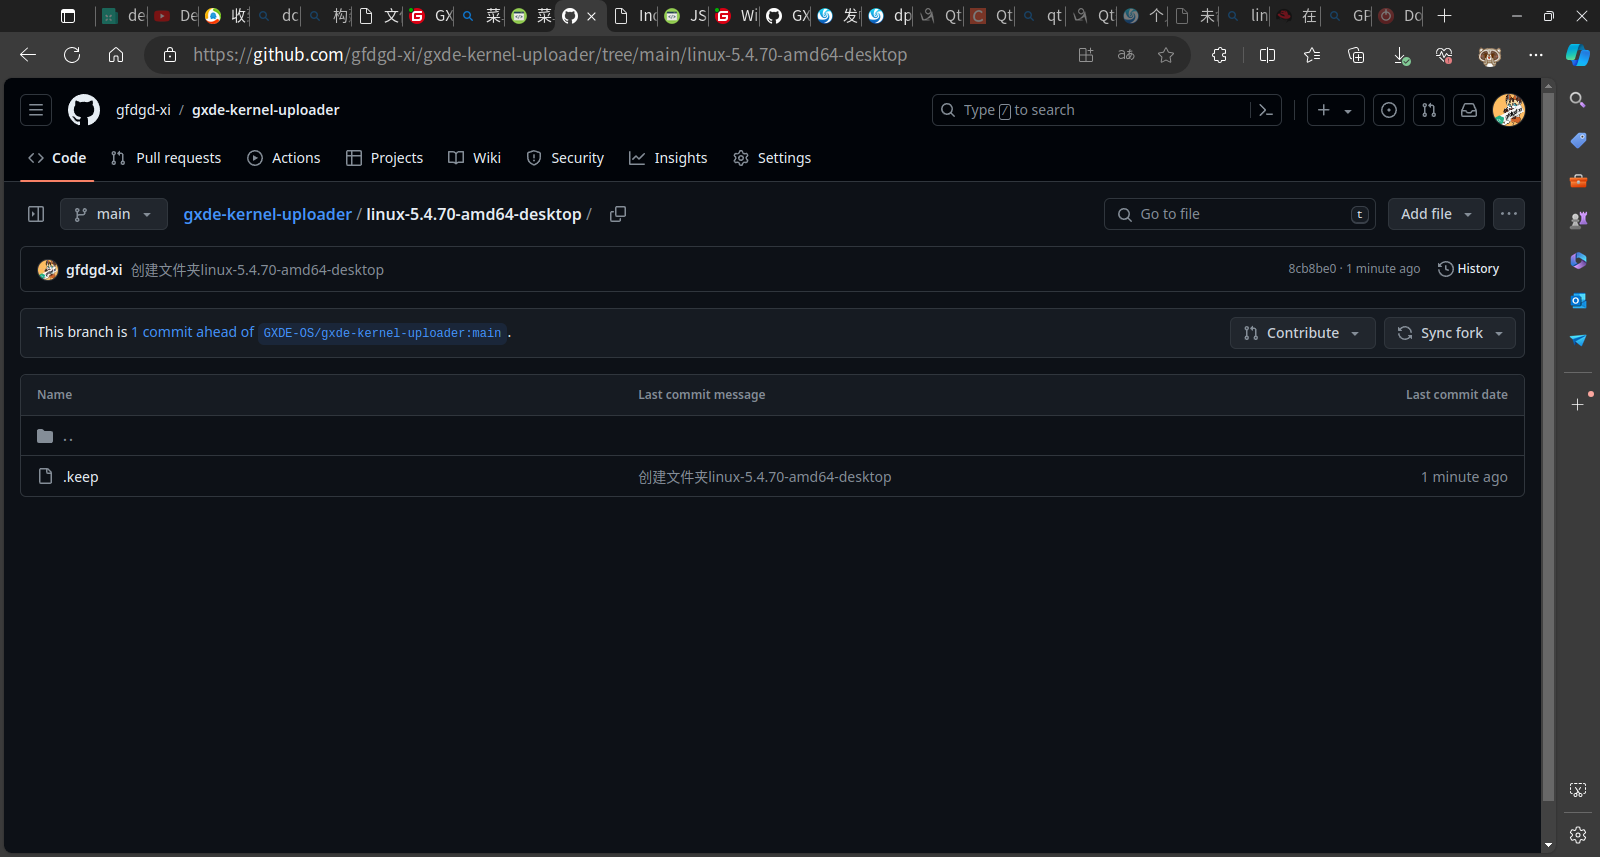 de
De
收
dc
构
文
GX
菜
菜
Inc
JS
Wi
GX
发
dp
Qt
Qt
qt
Qt
个
未
lin
在
GF
Do
https://github.com/gfdgd-xi/gxde-kernel-uploader/tree/main/linux-5.4.70-amd64-desktop
gfdgd-xi / gxde-kernel-uploader
Type / to search
Code
Pull requests
Actions
Projects
Wiki
Security
Insights
Settings
main
gxde-kernel-uploader / linux-5.4.70-amd64-desktop /
Go to file
t
Add file
gfdgd-xi 创建文件夹linux-5.4.70-amd64-desktop
8cb8be0 · 1 minute ago
History
This branch is 1 commit ahead of GXDE-OS/gxde-kernel-uploader:main .
Contribute
Sync fork
Name
Last commit message
Last commit date
..
.keep
创建文件夹linux-5.4.70-amd64-desktop
1 minute ago